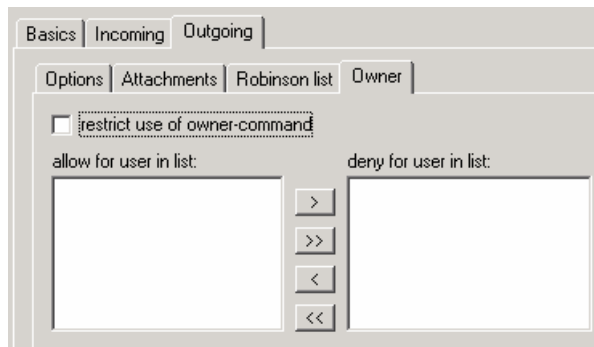 Basics Incoming Outgoing
Options Attachments Robinson list Owner
restrict use of owner-command
allow for user in list: deny for user in list:
>
>>
<
<<